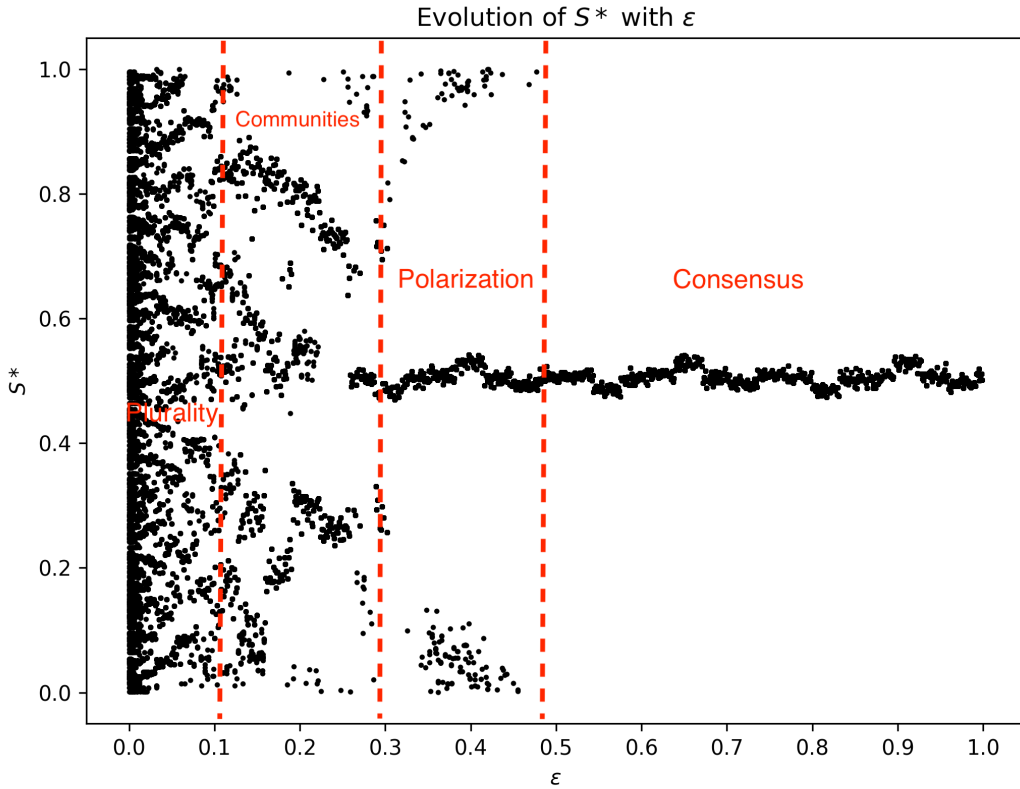 Evolution of S* with ε
1.0
Communities
0.8
Polarization
Consensus
0.6
S*
Plurality
0.4
0.2
0.0
0.0 0.1 0.2 0.3 0.4 0.5 0.6 0.7 0.8 0.9 1.0
ε